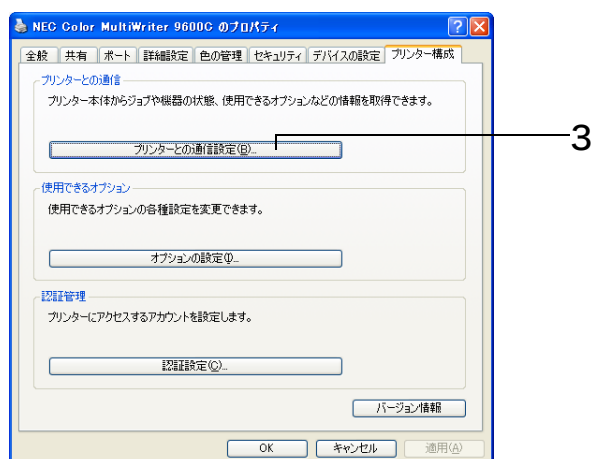 NEC Color MultiWriter 9600C のプロパティ
全般 共有 ポート 詳細設定 色の管理 セキュリティ デバイスの設定 プリンター構成
プリンターとの通信
プリンター本体からジョブや機器の状態、使用できるオプションなどの情報を取得できます。
プリンターとの通信設定(B)...
3
使用できるオプション
使用できるオプションの各種設定を変更できます。
オプションの設定(I)...
認証管理
プリンターにアクセスするアカウントを設定します。
認証設定(C)...
バージョン情報
OK キャンセル 適用(A)